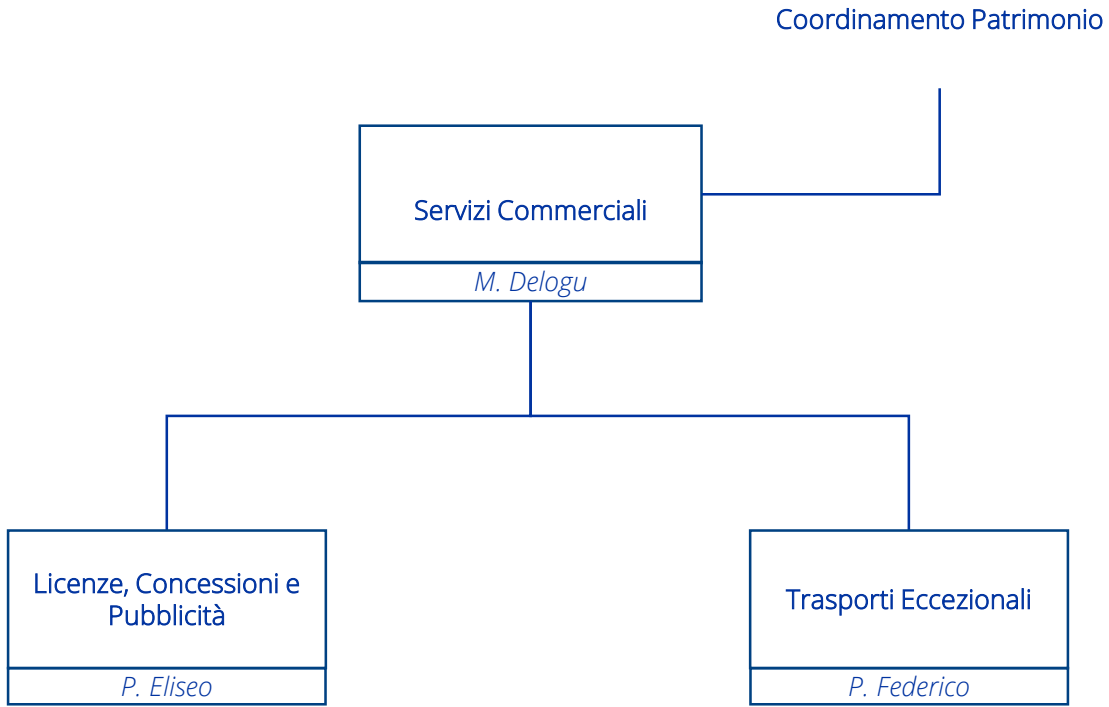 Coordinamento Patrimonio
Servizi Commerciali
M. Delogu
Licenze, Concessioni e
Pubblicità
P. Eliseo
Trasporti Eccezionali
P. Federico